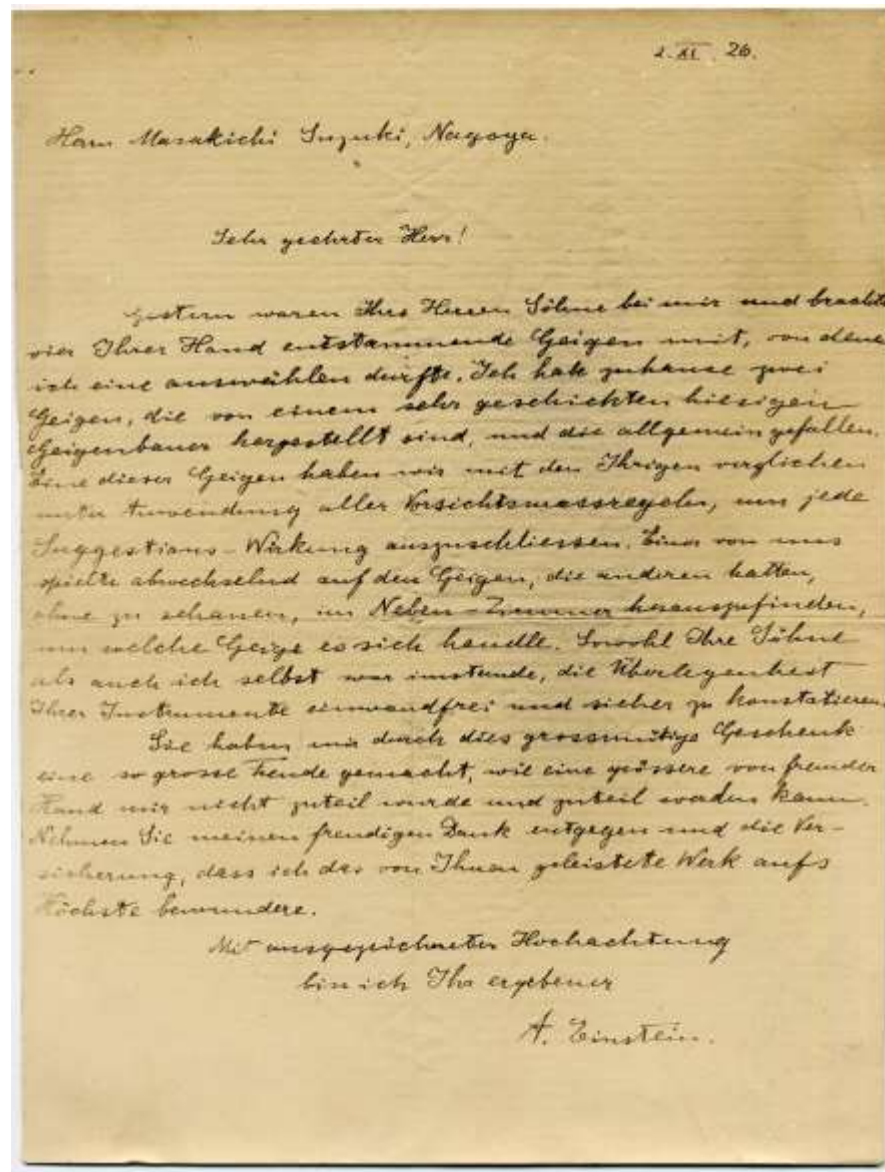 2. XI. 26.
Herrn Masakichi Suzuki, Nagoya.
Sehr geehrter Herr!
Gestern waren Ihre Herren Söhne bei mir und brachte
vier Ihrer Hand entstammende Geigen mit, von dene
ich eine auswählen durfte. Ich hab zuhause zwei
Geigen, die von einem sehr geschickten hiesigen
Geigenbauer hergestellt sind, und die allgemein gefallen.
Eine dieser Geigen haben wir mit den Ihrigen verglichen
unter Anwendung aller Vorsichtsmassregeln, um jede
Suggestions-Wirkung auszuschliessen. Einer von uns
spielte abwechselnd auf den Geigen, die anderen hatten,
ohne zu schauen, im Neben-Zimmer herauszufinden,
um welche Geige es sich handle. Sowohl Ihre Söhne
als auch ich selbst war imstande, die Überlegenheit
Ihrer Instrumente einwandfrei und sicher zu konstatieren.
Sie haben mir durch dies grossmütige Geschenk
eine so grosse Freude gemacht, wie eine grössere von fremder
Hand mir nicht zuteil wurde und zuteil werden kann.
Nehmen Sie meinen freudigen Dank entgegen und die Ver-
sicherung, dass ich das von Ihnen geleistete Werk aufs
Höchste bewundere.
Mit ausgezeichneter Hochachtung
bin ich Ihr ergebener
A. Einstein.